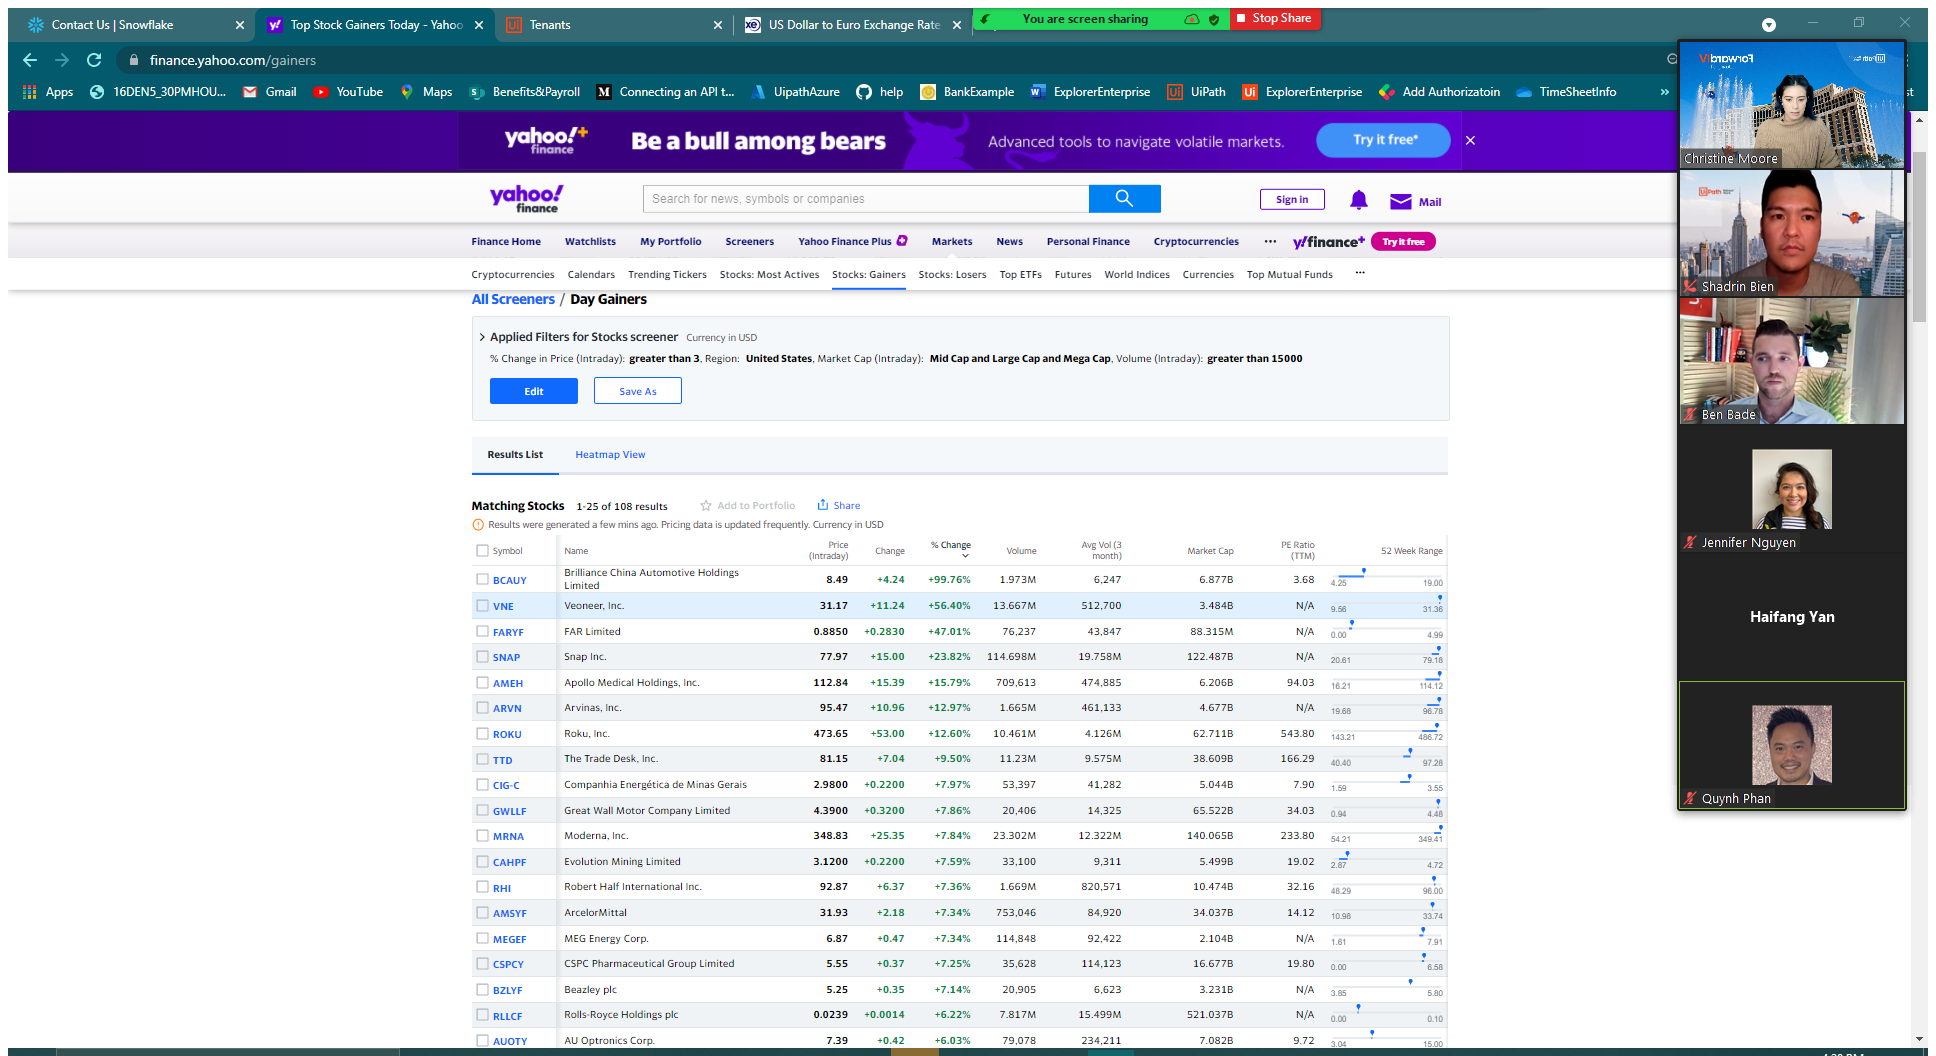 Contact Us | Snowflake
Top Stock Gainers Today - Yahoo
Tenants
US Dollar to Euro Exchange Rate
You are screen sharing
Stop Share
finance.yahoo.com/gainers
Apps 16DEN5_30PMHOU... Gmail YouTube Maps Benefits&Payroll Connecting an API t... UipathAzure help BankExample ExplorerEnterprise UiPath ExplorerEnterprise Add Authorizatoin TimeSheetInfo »
yahoo!+ finance
Be a bull among bears
Advanced tools to navigate volatile markets.
Try it free*
yahoo! finance
Search for news, symbols or companies
Sign in
Mail
Finance Home Watchlists My Portfolio Screeners Yahoo Finance Plus Markets News Personal Finance Cryptocurrencies ... y!finance+ Try it free
Cryptocurrencies Calendars Trending Tickers Stocks: Most Actives Stocks: Gainers Stocks: Losers Top ETFs Futures World Indices Currencies Top Mutual Funds ...
All Screeners / Day Gainers
Applied Filters for Stocks screener Currency in USD
% Change in Price (Intraday): greater than 3, Region: United States, Market Cap (Intraday): Mid Cap and Large Cap and Mega Cap, Volume (Intraday): greater than 15000
Edit Save As
Results List Heatmap View
Matching Stocks 1-25 of 108 results Add to Portfolio Share
Results were generated a few mins ago. Pricing data is updated frequently. Currency in USD
Symbol Name Price (Intraday) Change % Change Volume Avg Vol (3 month) Market Cap PE Ratio (TTM) 52 Week Range
BCAUY Brilliance China Automotive Holdings Limited 8.49 +4.24 +99.76% 1.973M 6,247 6.877B 3.68 4.25 19.00
VNE Veoneer, Inc. 31.17 +11.24 +56.40% 13.667M 512,700 3.484B N/A 9.56 31.36
FARYF FAR Limited 0.8850 +0.2830 +47.01% 76,237 43,847 88.315M N/A 0.00 4.99
SNAP Snap Inc. 77.97 +15.00 +23.82% 114.698M 19.758M 122.487B N/A 20.61 79.18
AMEH Apollo Medical Holdings, Inc. 112.84 +15.39 +15.79% 709,613 474,885 6.206B 94.03 16.21 114.12
ARVN Arvinas, Inc. 95.47 +10.96 +12.97% 1.665M 461,133 4.677B N/A 19.68 96.78
ROKU Roku, Inc. 473.65 +53.00 +12.60% 10.461M 4.126M 62.711B 543.80 143.21 486.72
TTD The Trade Desk, Inc. 81.15 +7.04 +9.50% 11.23M 9.575M 38.609B 166.29 40.40 97.28
CIG-C Companhia Energética de Minas Gerais 2.9800 +0.2200 +7.97% 53,397 41,282 5.044B 7.90 1.59 3.55
GWLLF Great Wall Motor Company Limited 4.3900 +0.3200 +7.86% 20,406 14,325 65.522B 34.03 0.94 4.48
MRNA Moderna, Inc. 348.83 +25.35 +7.84% 23.302M 12.322M 140.065B 233.80 54.21 349.41
CAHPF Evolution Mining Limited 3.1200 +0.2200 +7.59% 33,100 9,311 5.499B 19.02 2.87 4.72
RHI Robert Half International Inc. 92.87 +6.37 +7.36% 1.669M 820,571 10.474B 32.16 48.29 96.00
AMSYF ArcelorMittal 31.93 +2.18 +7.34% 753,046 84,920 34.037B 14.12 10.98 33.74
MEGEF MEG Energy Corp. 6.87 +0.47 +7.34% 114,848 92,422 2.104B N/A 1.61 7.91
CSPCY CSPC Pharmaceutical Group Limited 5.55 +0.37 +7.25% 35,628 114,123 16.677B 19.80 0.00 6.58
BZLYF Beazley plc 5.25 +0.35 +7.14% 20,905 6,623 3.231B N/A 3.85 5.80
RLLCF Rolls-Royce Holdings plc 0.0239 +0.0014 +6.22% 7.817M 15.499M 521.037B N/A 0.00 0.10
AUOTY AU Optronics Corp. 7.39 +0.42 +6.03% 79,078 234,211 7.082B 9.72 3.04 15.00
Christine Moore
Shadrin Bien
Ben Bade
Jennifer Nguyen
Haifang Yan
Quynh Phan